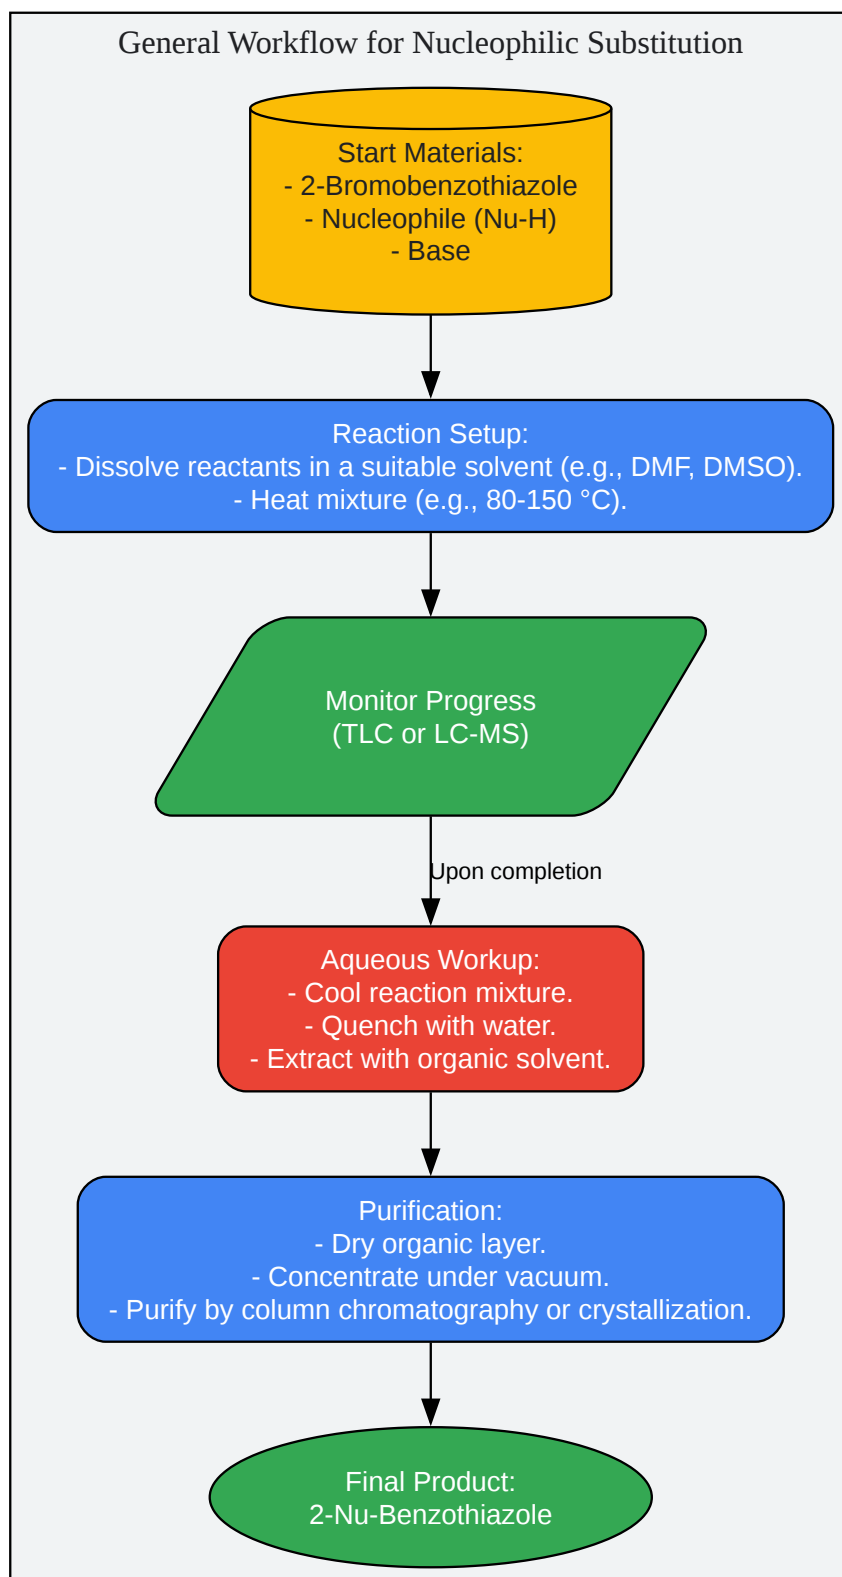 General Workflow for Nucleophilic Substitution
Start Materials:
- 2-Bromobenzothiazole
- Nucleophile (Nu-H)
- Base
Reaction Setup:
- Dissolve reactants in a suitable solvent (e.g., DMF, DMSO).
- Heat mixture (e.g., 80-150 °C).
Monitor Progress
(TLC or LC-MS)
Upon completion
Aqueous Workup:
- Cool reaction mixture.
- Quench with water.
- Extract with organic solvent.
Purification:
- Dry organic layer.
- Concentrate under vacuum.
- Purify by column chromatography or crystallization.
Final Product:
2-Nu-Benzothiazole